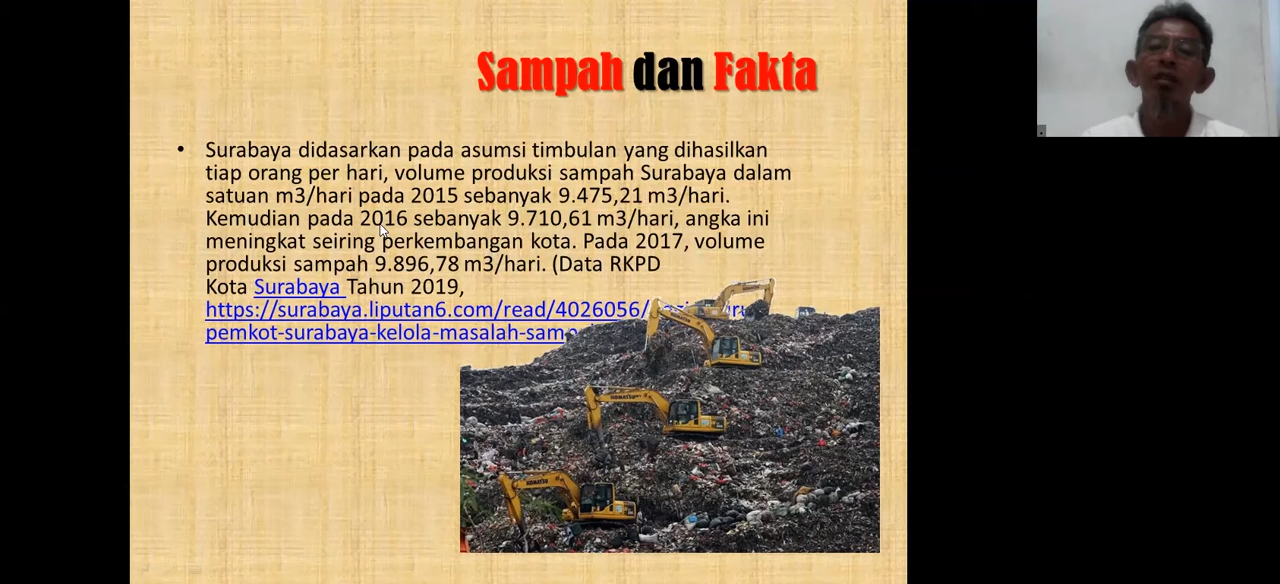 Sampah dan Fakta
• Surabaya didasarkan pada asumsi timbulan yang dihasilkan
tiap orang per hari, volume produksi sampah Surabaya dalam
satuan m3/hari pada 2015 sebanyak 9.475,21 m3/hari.
Kemudian pada 2016 sebanyak 9.710,61 m3/hari, angka ini
meningkat seiring perkembangan kota. Pada 2017, volume
produksi sampah 9.896,78 m3/hari. (Data RKPD
Kota Surabaya Tahun 2019,
https://surabaya.liputan6.com/read/4026056/
pemkot-surabaya-kelola-masalah-sam
KOMATSU
KOMATSU